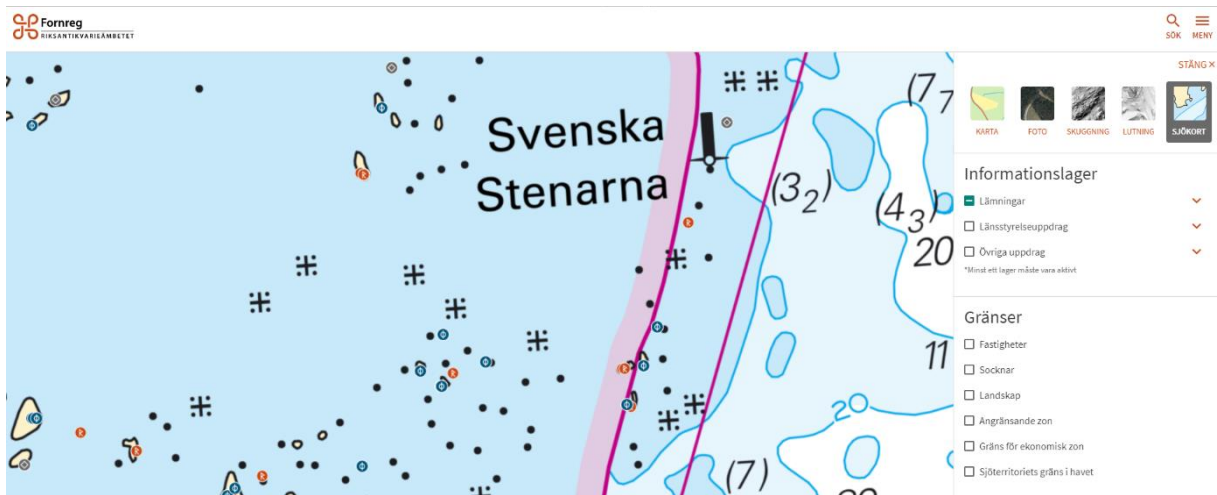 Fornreg
RIKSANTIKVARIEÄMBETET
SÖK
MENY
STÄNG ×
KARTA
FOTO
SKUGGNING
LUTNING
SJÖKORT
Informationslager
Lämningar
Länsstyrelseuppdrag
Övriga uppdrag
*Minst ett lager måste vara aktivt
Gränser
Fastigheter
Socknar
Landskap
Angränsande zon
Gräns för ekonomisk zon
Sjöterritoriets gräns i havet
Svenska
Stenarna
(7₇
(3₂)
(4₃)
20
11
2
(7)